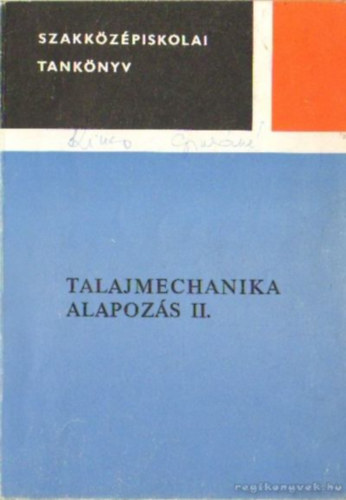 SZAKKÖZÉPISKOLAI
TANKÖNYV
TALAJMECHANIKA
ALAPOZÁS II.
regikonyvek.hu